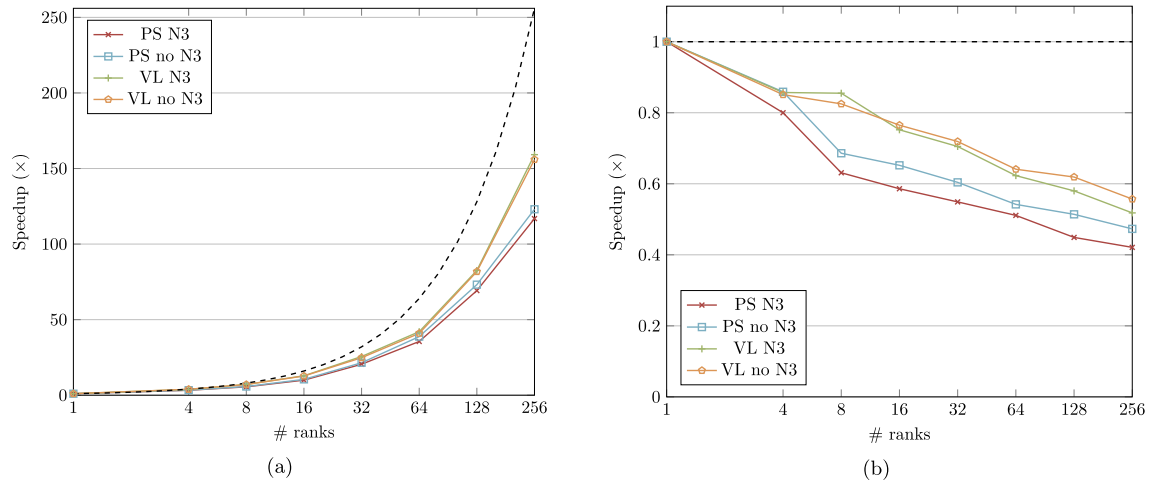 250
200
150
100
50
0
Speedup (×)
PS N3
PS no N3
VL N3
VL no N3
1 4 8 16 32 64 128 256
# ranks
(a)
1
0.8
0.6
0.4
0.2
0
Speedup (×)
PS N3
PS no N3
VL N3
VL no N3
1 4 8 16 32 64 128 256
# ranks
(b)